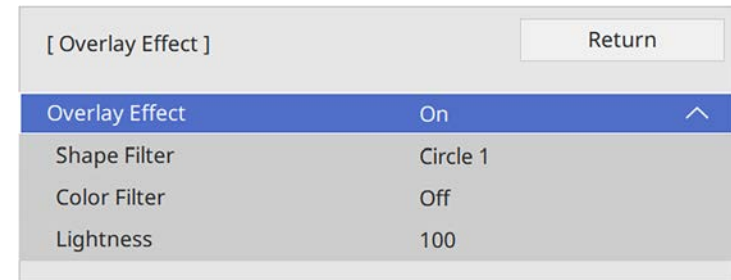 [ Overlay Effect ] Return
Overlay Effect On
Shape Filter Circle 1
Color Filter Off
Lightness 100